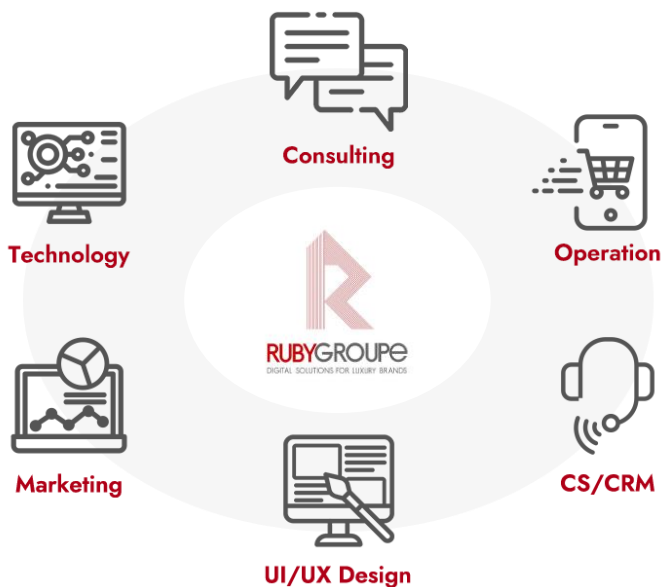 Consulting
Technology
Operation
RUBYGROUPe
DIGITAL SOLUTIONS FOR LUXURY BRANDS
Marketing
CS/CRM
UI/UX Design